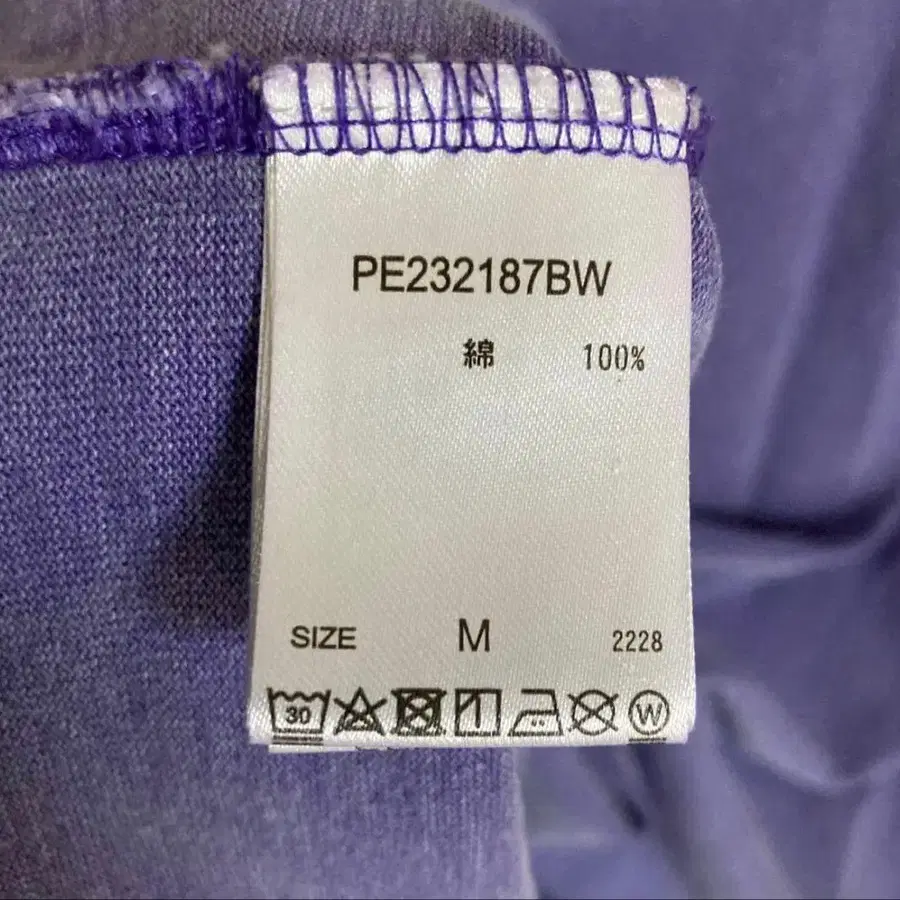 PE232187BW
綿 100%
SIZE M 2228
30 W